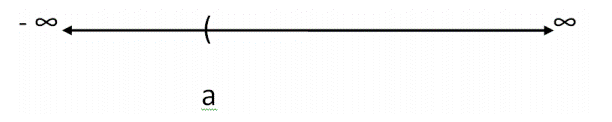 - ∞ ( ∞
a